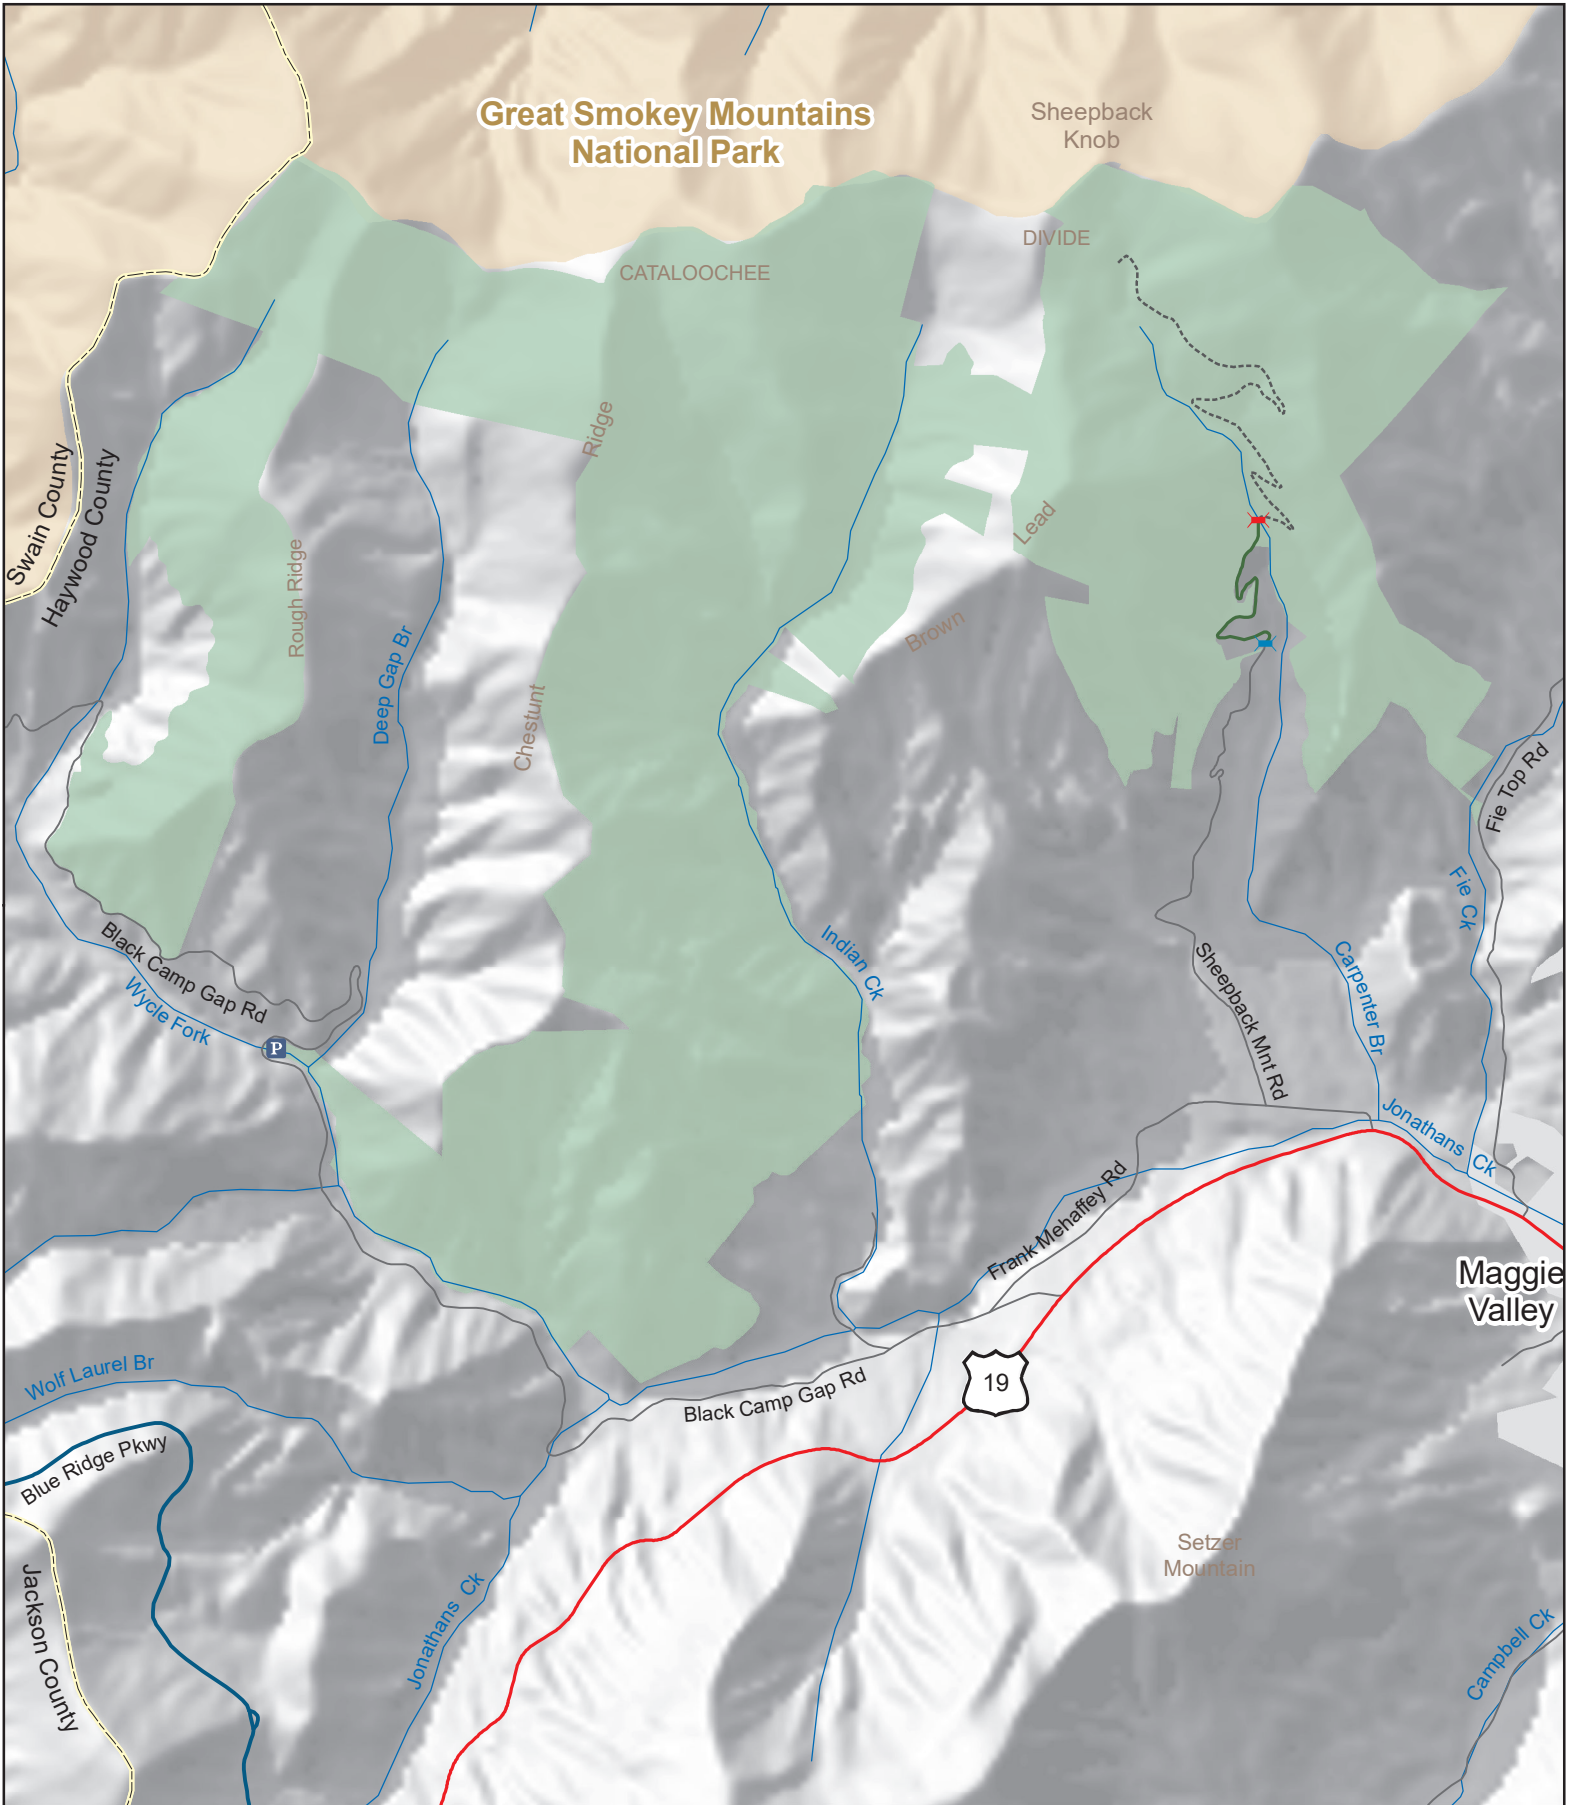 Great Smokey Mountains
National Park
Sheepback
Knob
DIVIDE
CATALOOCHEE
Ridge
Swain County
Haywood County
Lead
Rough Ridge
Brown
Deep Gap Br
Chestunt
Fie Top Rd
Fie Ck
Black Camp Gap Rd
Indian Ck
Wycle Fork
Sheepback Mnt Rd
Carpenter Br
P
Jonathans Ck
Frank Mehaffey Rd
Maggie
Valley
Wolf Laurel Br
19
Black Camp Gap Rd
Blue Ridge Pkwy
Setzer
Mountain
Jackson County
Jonathans Ck
Campbell Ck